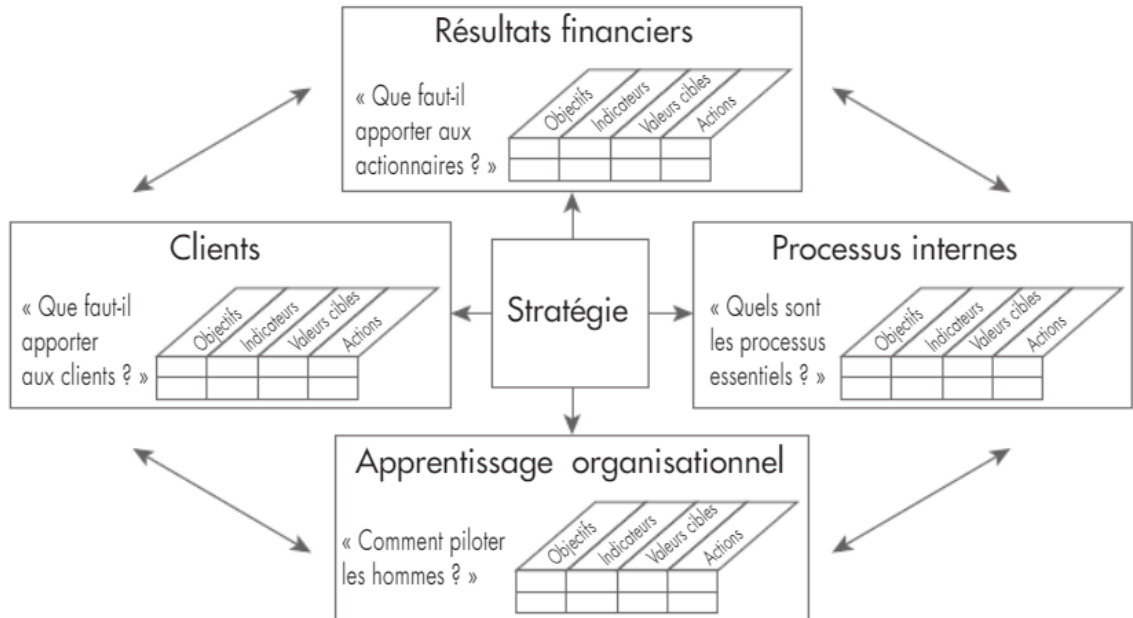 Résultats financiers
« Que faut-il
apporter aux
actionnaires ? »
Objectifs
Indicateurs
Valeurs cibles
Actions
Clients
« Que faut-il
apporter
aux clients ? »
Objectifs
Indicateurs
Valeurs cibles
Actions
Stratégie
Processus internes
« Quels sont
les processus
essentiels ? »
Objectifs
Indicateurs
Valeurs cibles
Actions
Apprentissage organisationnel
« Comment piloter
les hommes ? »
Objectifs
Indicateurs
Valeurs cibles
Actions